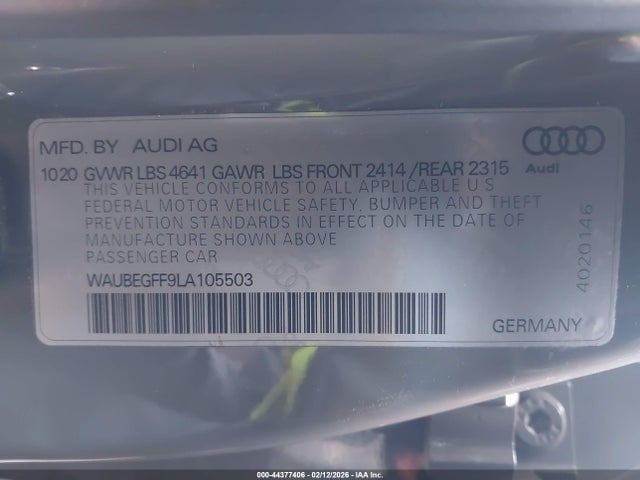 MFD. BY AUDI AG
1020 GVWR LBS 4641 GAWR LBS FRONT 2414 /REAR 2315
THIS VEHICLE CONFORMS TO ALL APPLICABLE U S
FEDERAL MOTOR VEHICLE SAFETY, BUMPER AND THEFT
PREVENTION STANDARDS IN EFFECT ON THE DATE OF
MANUFACTURE SHOWN ABOVE
PASSENGER CAR
WAUBEGFF9LA105503
Audi
4020146
GERMANY
000-44377406 - 02/12/2026 - IAA Inc.